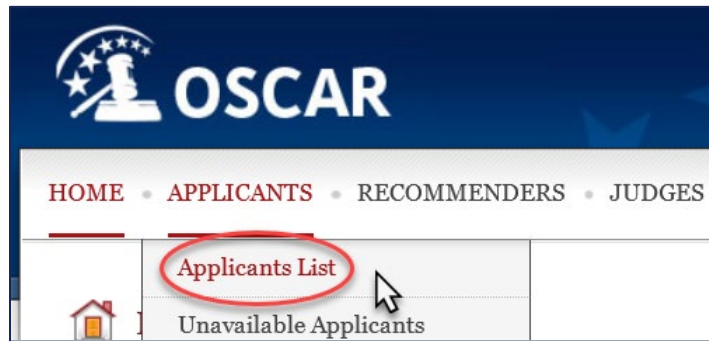 OSCAR
HOME • APPLICANTS • RECOMMENDERS • JUDGES
Applicants List
Unavailable Applicants